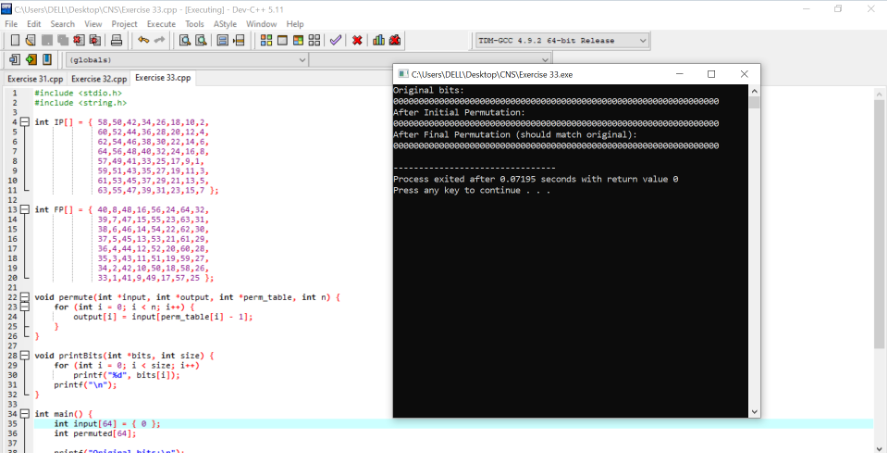 C:\Users\DELL\Desktop\CNS\Exercise 33.cpp - [Executing] - Dev-C++ 5.11
File Edit Search View Project Execute Tools AStyle Window Help
TDM-GCC 4.9.2 64-bit Release
(globals)
Exercise 31.cpp Exercise 32.cpp Exercise 33.cpp
1 #include <stdio.h>
2 #include <string.h>
3
4 int IP[] = { 58,50,42,34,26,18,10,2,
5 60,52,44,36,28,20,12,4,
6 62,54,46,38,30,22,14,6,
7 64,56,48,40,32,24,16,8,
8 57,49,41,33,25,17,9,1,
9 59,51,43,35,27,19,11,3,
10 61,53,45,37,29,21,13,5,
11 63,55,47,39,31,23,15,7 };
12
13 int FP[] = { 40,8,48,16,56,24,64,32,
14 39,7,47,15,55,23,63,31,
15 38,6,46,14,54,22,62,30,
16 37,5,45,13,53,21,61,29,
17 36,4,44,12,52,20,60,28,
18 35,3,43,11,51,19,59,27,
19 34,2,42,10,50,18,58,26,
20 33,1,41,9,49,17,57,25 };
21
22 void permute(int *input, int *output, int *perm_table, int n) {
23 for (int i = 0; i < n; i++) {
24 output[i] = input[perm_table[i] - 1];
25 }
26 }
27
28 void printBits(int *bits, int size) {
29 for (int i = 0; i < size; i++)
30 printf("%d", bits[i]);
31 printf("\n");
32 }
33
34 int main() {
35 int input[64] = { 0 };
36 int permuted[64];
37
38 printf("Original bits:\n");
C:\Users\DELL\Desktop\CNS\Exercise 33.exe
Original bits:
0000000000000000000000000000000000000000000000000000000000000000
After Initial Permutation:
0000000000000000000000000000000000000000000000000000000000000000
After Final Permutation (should match original):
0000000000000000000000000000000000000000000000000000000000000000
--------------------------------
Process exited after 0.07195 seconds with return value 0
Press any key to continue . . .